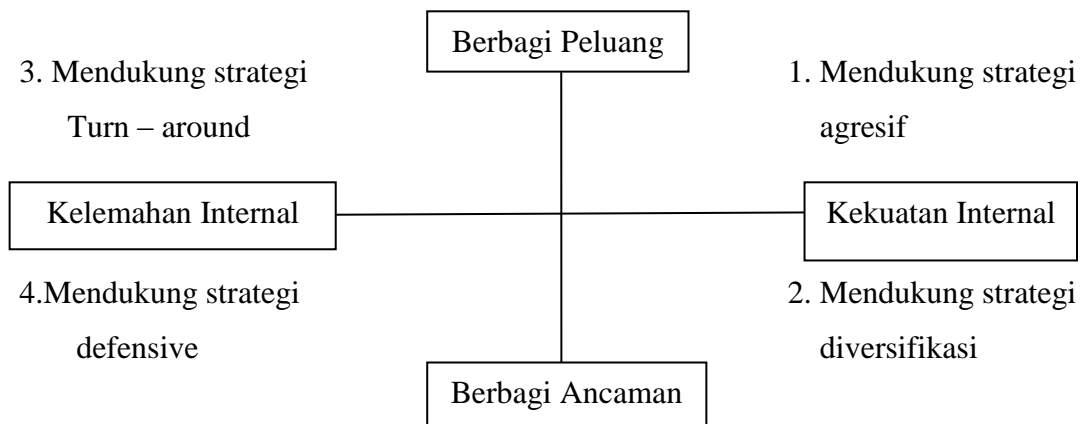 Berbagi Peluang
3. Mendukung strategi
Turn – around
1. Mendukung strategi
agresif
Kelemahan Internal
Kekuatan Internal
4.Mendukung strategi
defensive
2. Mendukung strategi
diversifikasi
Berbagi Ancaman